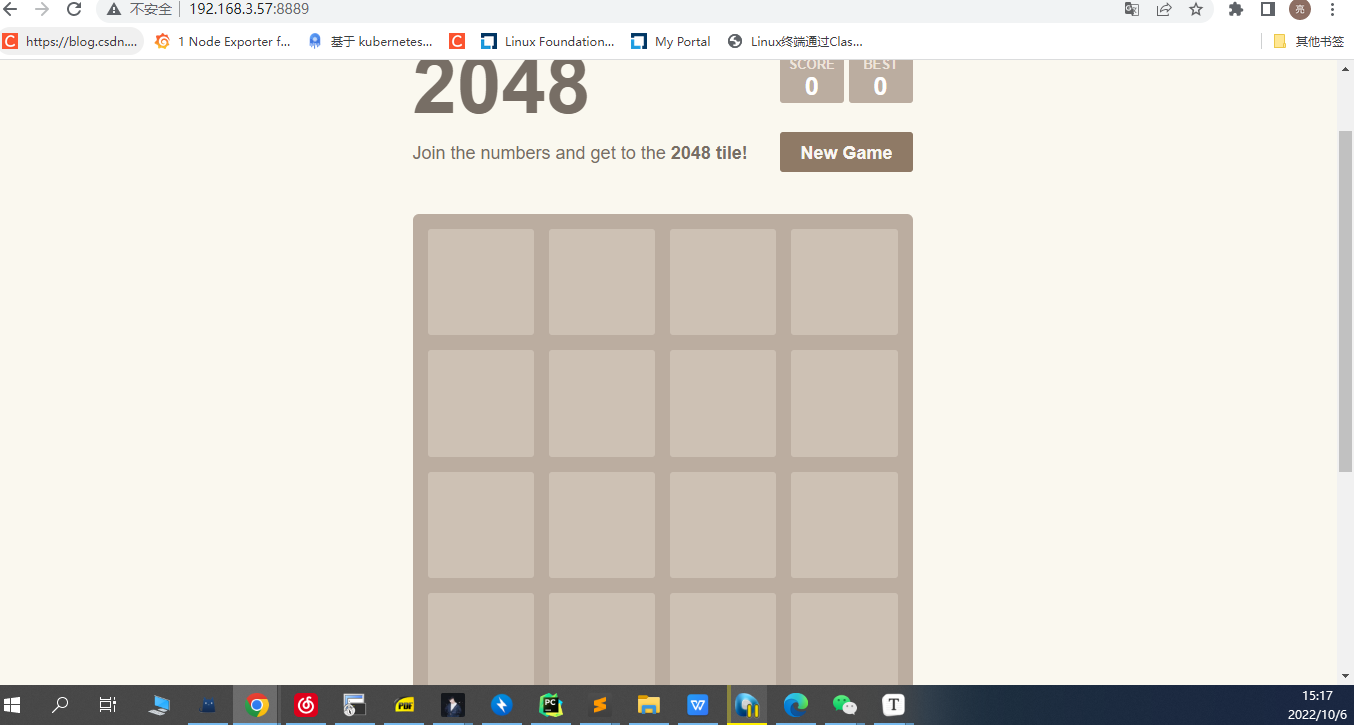 不安全 192.168.3.57:8889
亮
https://blog.csdn.... 1 Node Exporter f... 基于 kubernetes... Linux Foundation... My Portal Linux终端通过Clas... 其他书签
2048
SCORE BEST
0 0
Join the numbers and get to the 2048 tile!
New Game
PDF PC W T
15:17
2022/10/6